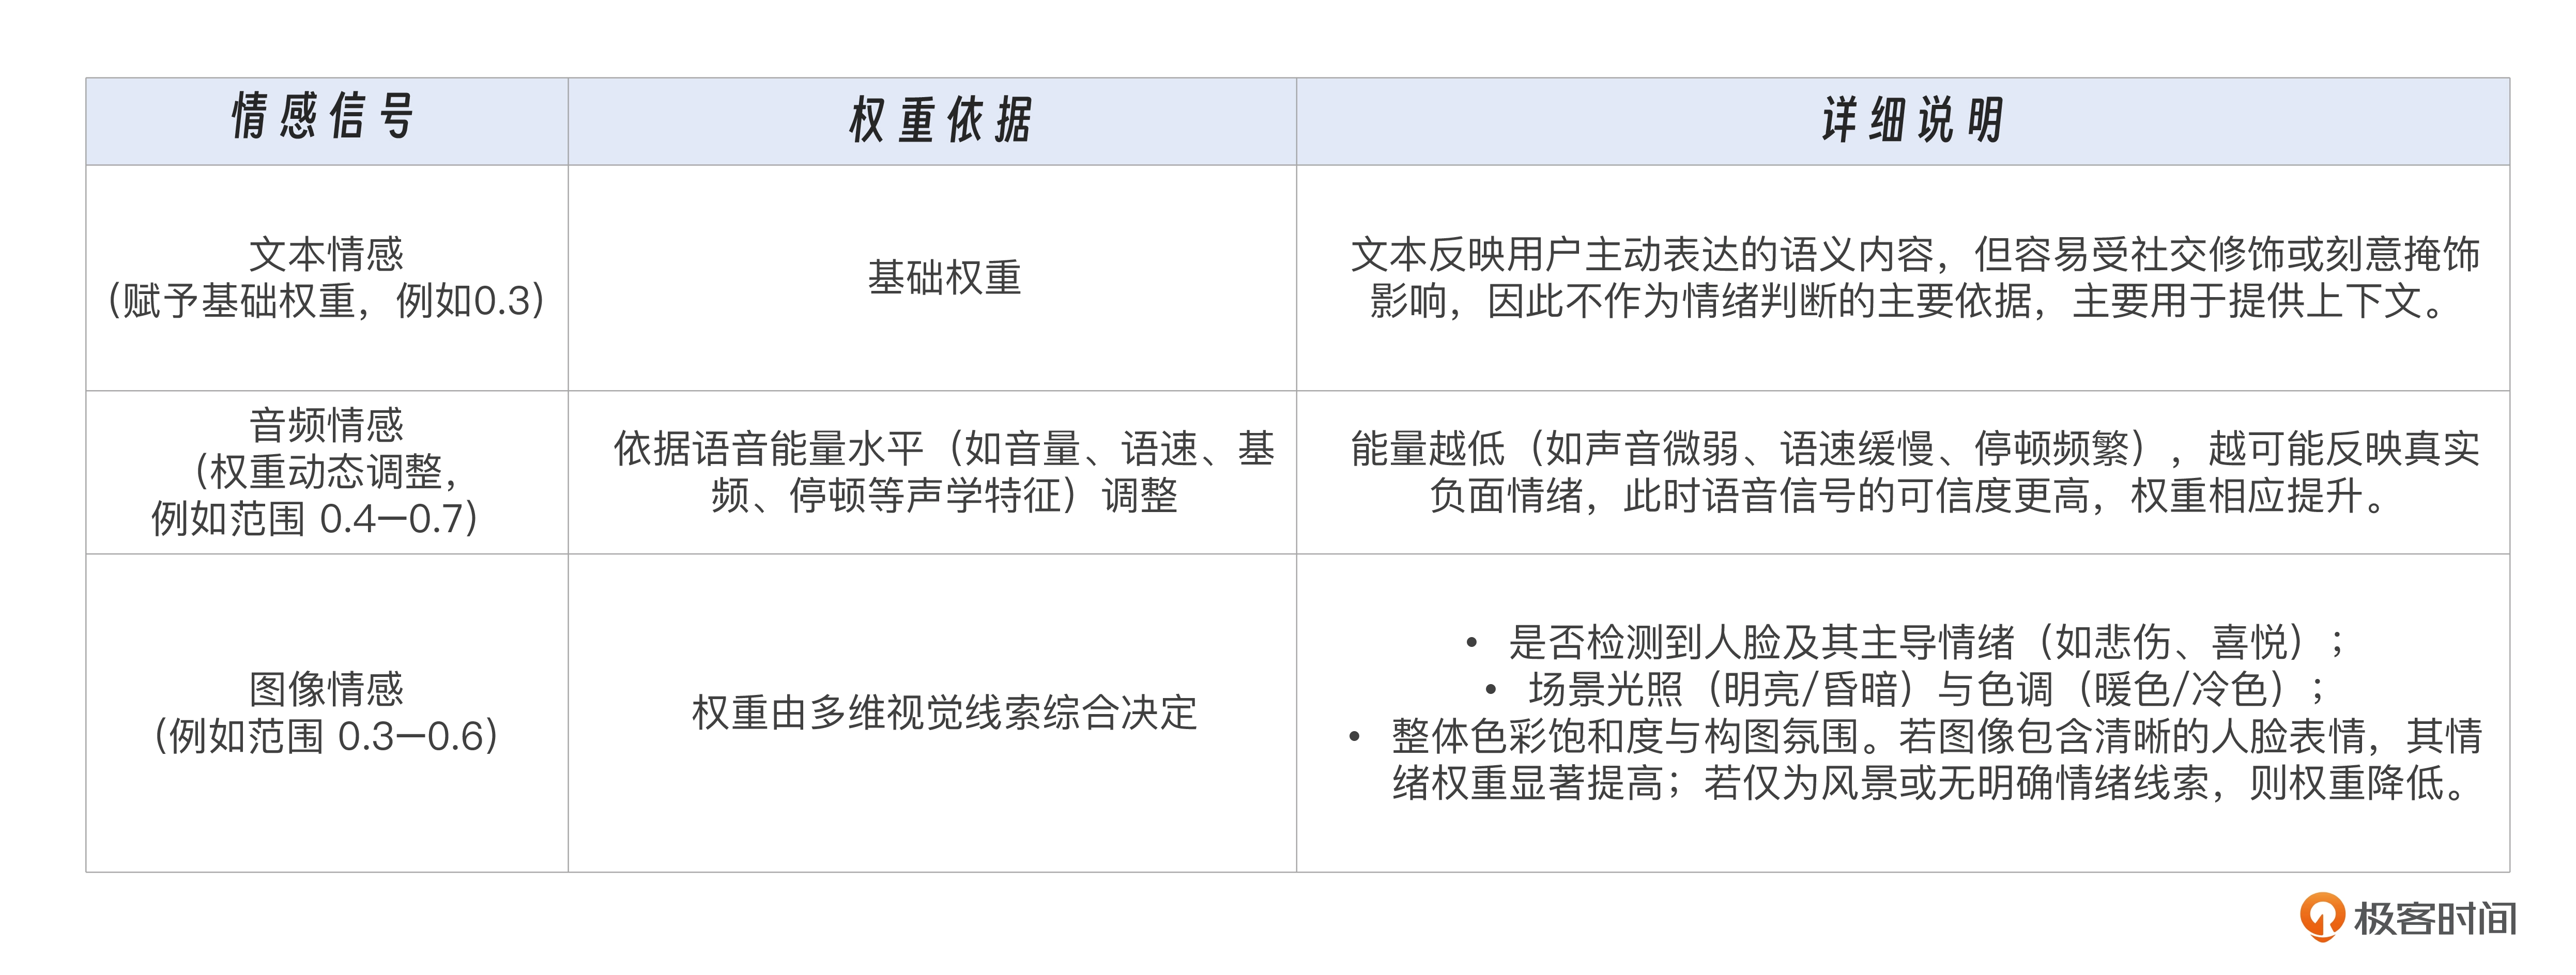 情感信号
权重依据
详细说明
文本情感
（赋予基础权重，例如0.3）
基础权重
文本反映用户主动表达的语义内容，但容易受社交修饰或刻意掩饰
影响，因此不作为情绪判断的主要依据，主要用于提供上下文。
音频情感
（权重动态调整，
例如范围 0.4—0.7）
依据语音能量水平（如音量、语速、基
频、停顿等声学特征）调整
能量越低（如声音微弱、语速缓慢、停顿频繁），越可能反映真实
负面情绪，此时语音信号的可信度更高，权重相应提升。
图像情感
（例如范围 0.3—0.6）
权重由多维视觉线索综合决定
• 是否检测到人脸及其主导情绪（如悲伤、喜悦）；
• 场景光照（明亮/昏暗）与色调（暖色/冷色）；
• 整体色彩饱和度与构图氛围。若图像包含清晰的人脸表情，其情
绪权重显著提高；若仅为风景或无明确情绪线索，则权重降低。
极客时间